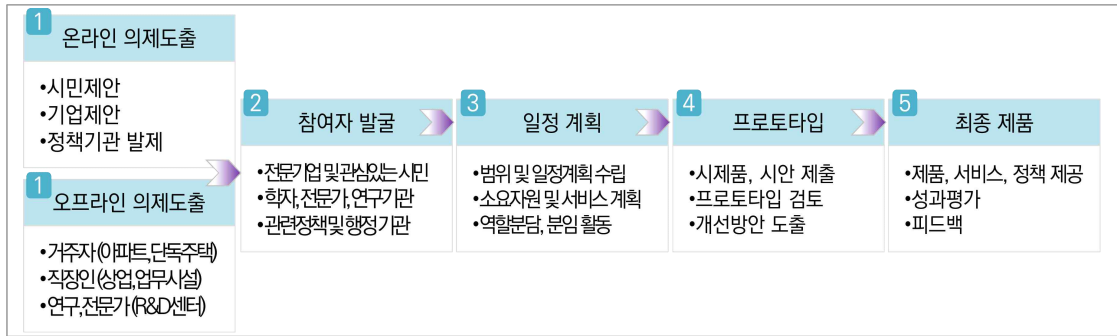 1
온라인 의제도출
•시민제안
•기업제안
•정책기관 발제
1
오프라인 의제도출
•거주자(아파트,단독주택)
•직장인(상업,업무시설)
•연구,전문가(R&D센터)
2
참여자 발굴
•전문기업 및 관심있는 시민
•학자, 전문가, 연구기관
•관련정책 및 행정 기관
3
일정 계획
•범위 및 일정계획 수립
•소요자원 및 서비스 계획
•역할분담, 분임 활동
4
프로토타입
•시제품, 시안 제출
•프로토타입 검토
•개선방안 도출
5
최종 제품
•제품, 서비스, 정책 제공
•성과평가
•피드백